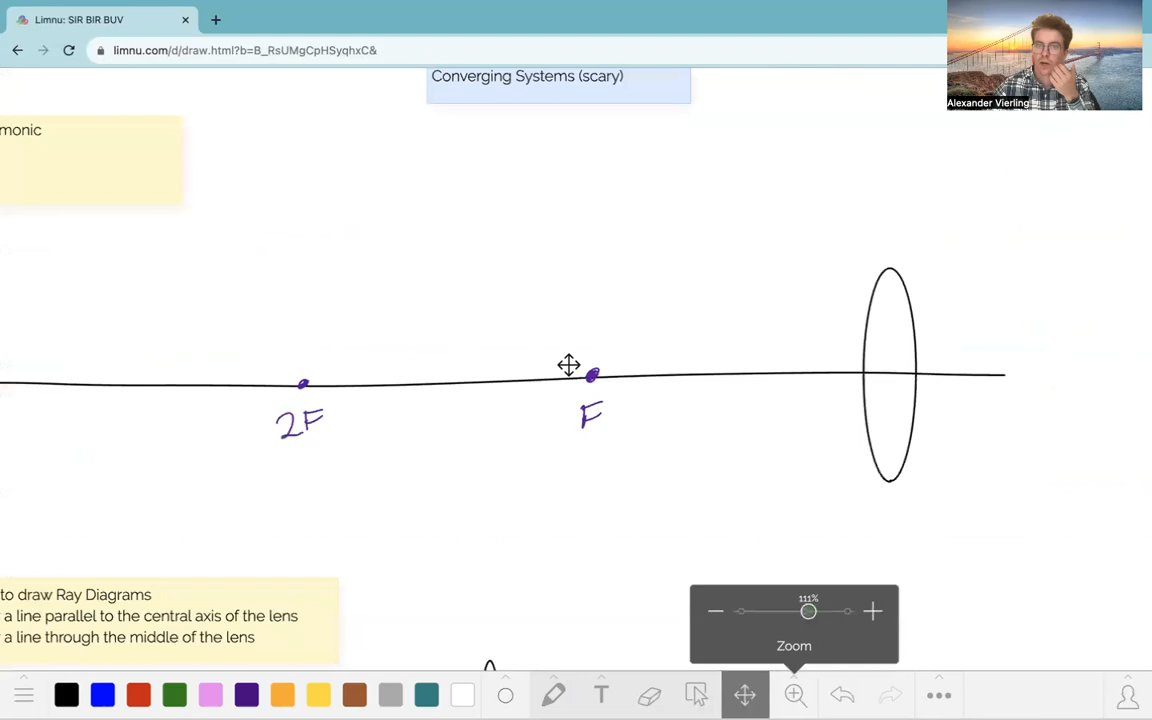 Limnu: SIR BIR BUV
limnu.com/d/draw.html?b=B_RsUMgCpHSyqhxC&
Alexander Vierling
Converging Systems (scary)
monic
2F
F
to draw Ray Diagrams
a line parallel to the central axis of the lens
a line through the middle of the lens
111%
Zoom
T